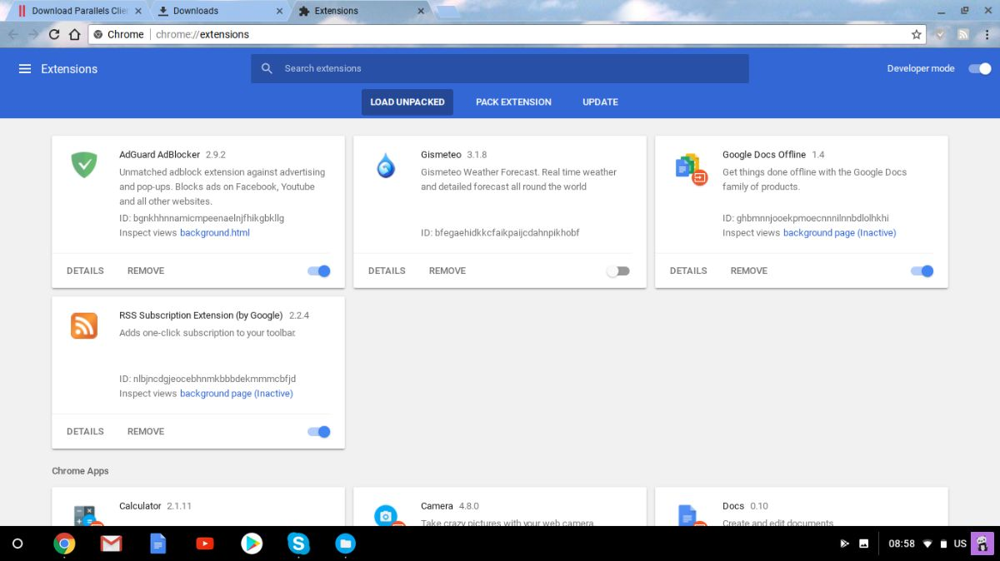 Download Parallels Clie
Downloads
Extensions
Chrome chrome://extensions
Extensions
Search extensions
Developer mode
LOAD UNPACKED PACK EXTENSION UPDATE
AdGuard AdBlocker 2.9.2
Unmatched adblock extension against advertising
and pop-ups. Blocks ads on Facebook, Youtube
and all other websites.
ID: bgnkhhnnamicmpeenaelnjfhikgbkllg
Inspect views background.html
DETAILS REMOVE
Gismeteo 3.1.8
Gismeteo Weather Forecast. Real time weather
and detailed forecast all round the world
ID: bfegaehidkkcfaikpaijcdahnpikhobf
DETAILS REMOVE
Google Docs Offline 1.4
Get things done offline with the Google Docs
family of products.
ID: ghbmnnjooekpmoecnnnilnnbdlolhkhi
Inspect views background page (Inactive)
DETAILS REMOVE
RSS Subscription Extension (by Google) 2.2.4
Adds one-click subscription to your toolbar.
ID: nlbjncdgjeocebhnmkbbbdekmmmcbfjd
Inspect views background page (Inactive)
DETAILS REMOVE
Chrome Apps
Calculator 2.1.11
Camera 4.8.0
Take crazy pictures with your web camera.
Docs 0.10
Create and edit documents
08:58 US